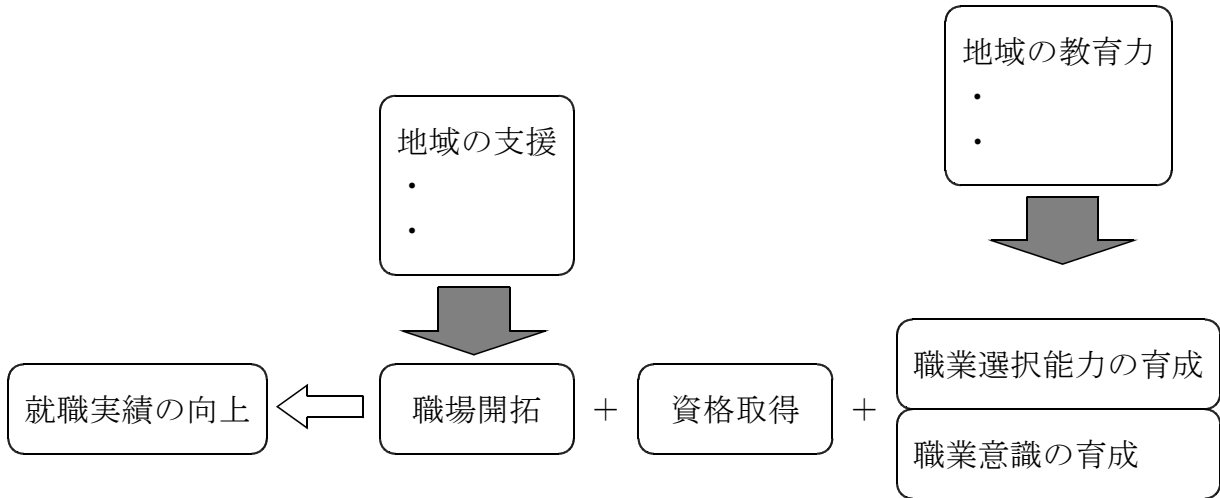 地域の教育力
・
・
地域の支援
・
・
就職実績の向上
職場開拓
＋
資格取得
＋
職業選択能力の育成
職業意識の育成